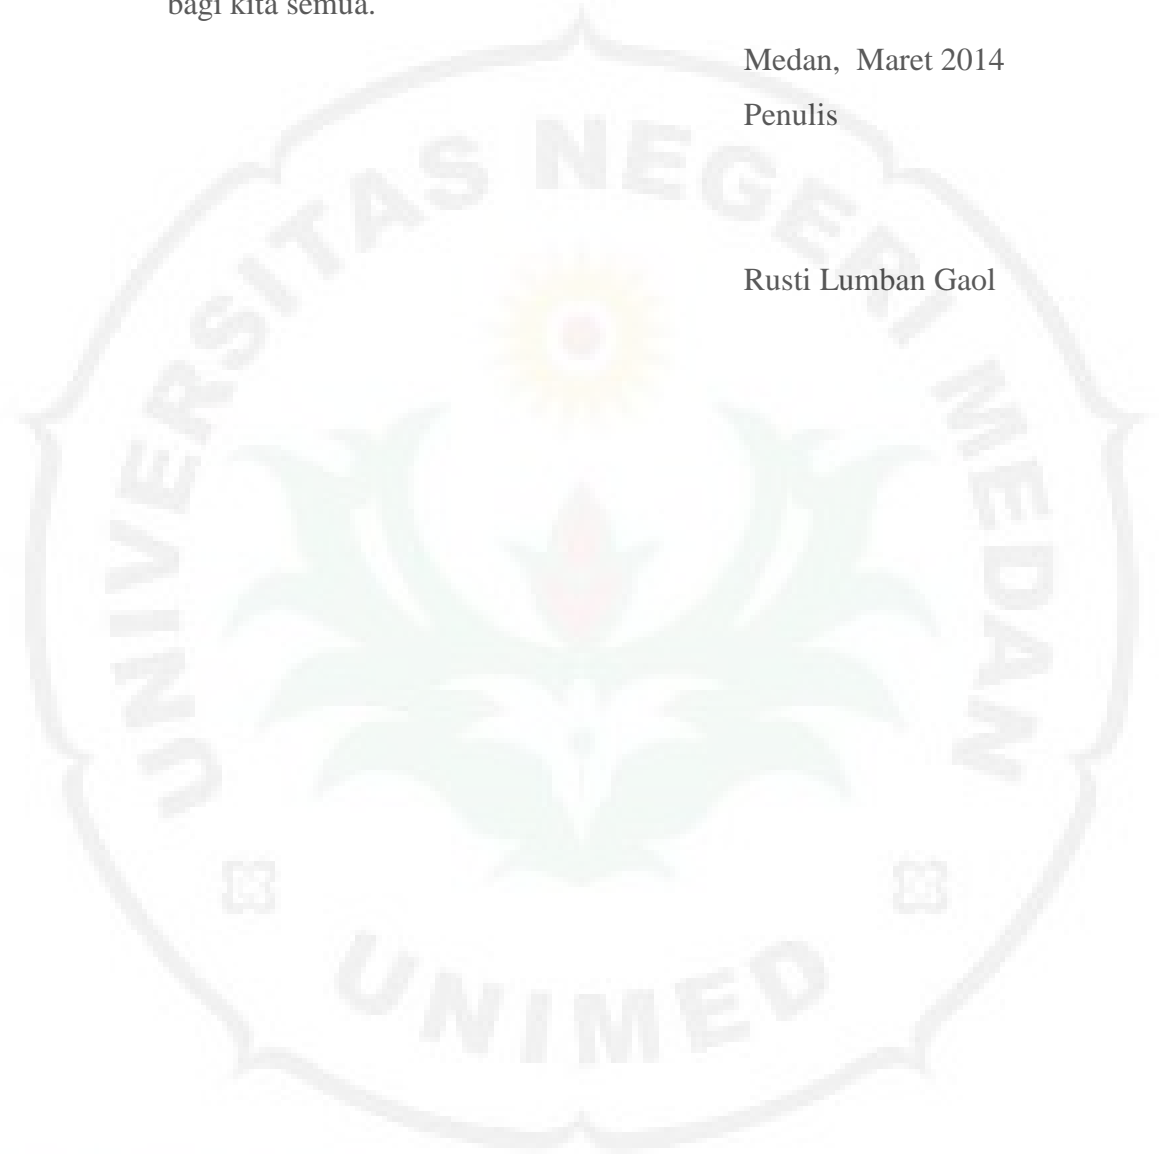 bagi kita semua.
Medan,  Maret 2014
Penulis
Rusti Lumban Gaol
UNIVERSITAS NEGERI MEDAN
UNIMED